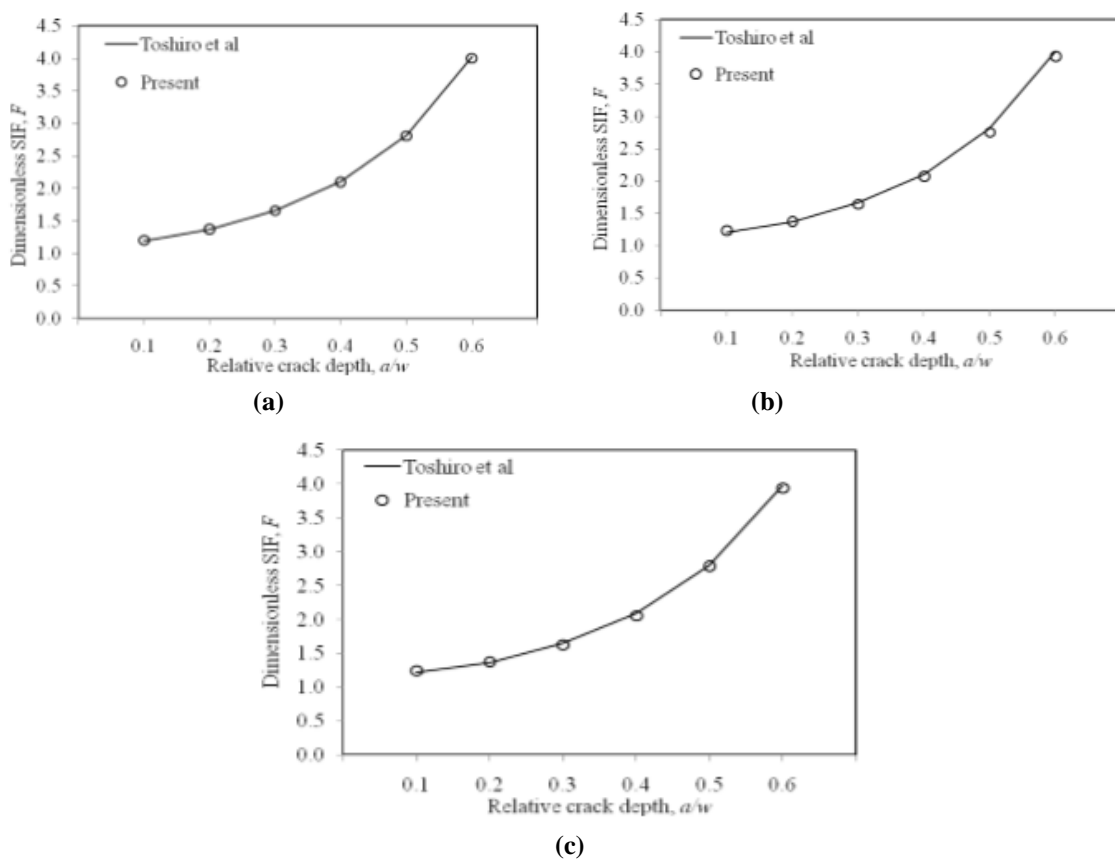 4.5
4.0
3.5
3.0
2.5
2.0
1.5
1.0
0.5
0.0
Dimensionless SIF, F
Toshiro et al
Present
0.1 0.2 0.3 0.4 0.5 0.6
Relative crack depth, a/w
(a)
4.5
4.0
3.5
3.0
2.5
2.0
1.5
1.0
0.5
0.0
Dimensionless SIF, F
Toshiro et al
Present
0.1 0.2 0.3 0.4 0.5 0.6
Relative crack depth, a/w
(b)
4.5
4.0
3.5
3.0
2.5
2.0
1.5
1.0
0.5
0.0
Dimensionless SIF, F
Toshiro et al
Present
0.1 0.2 0.3 0.4 0.5 0.6
Relative crack depth, a/w
(c)